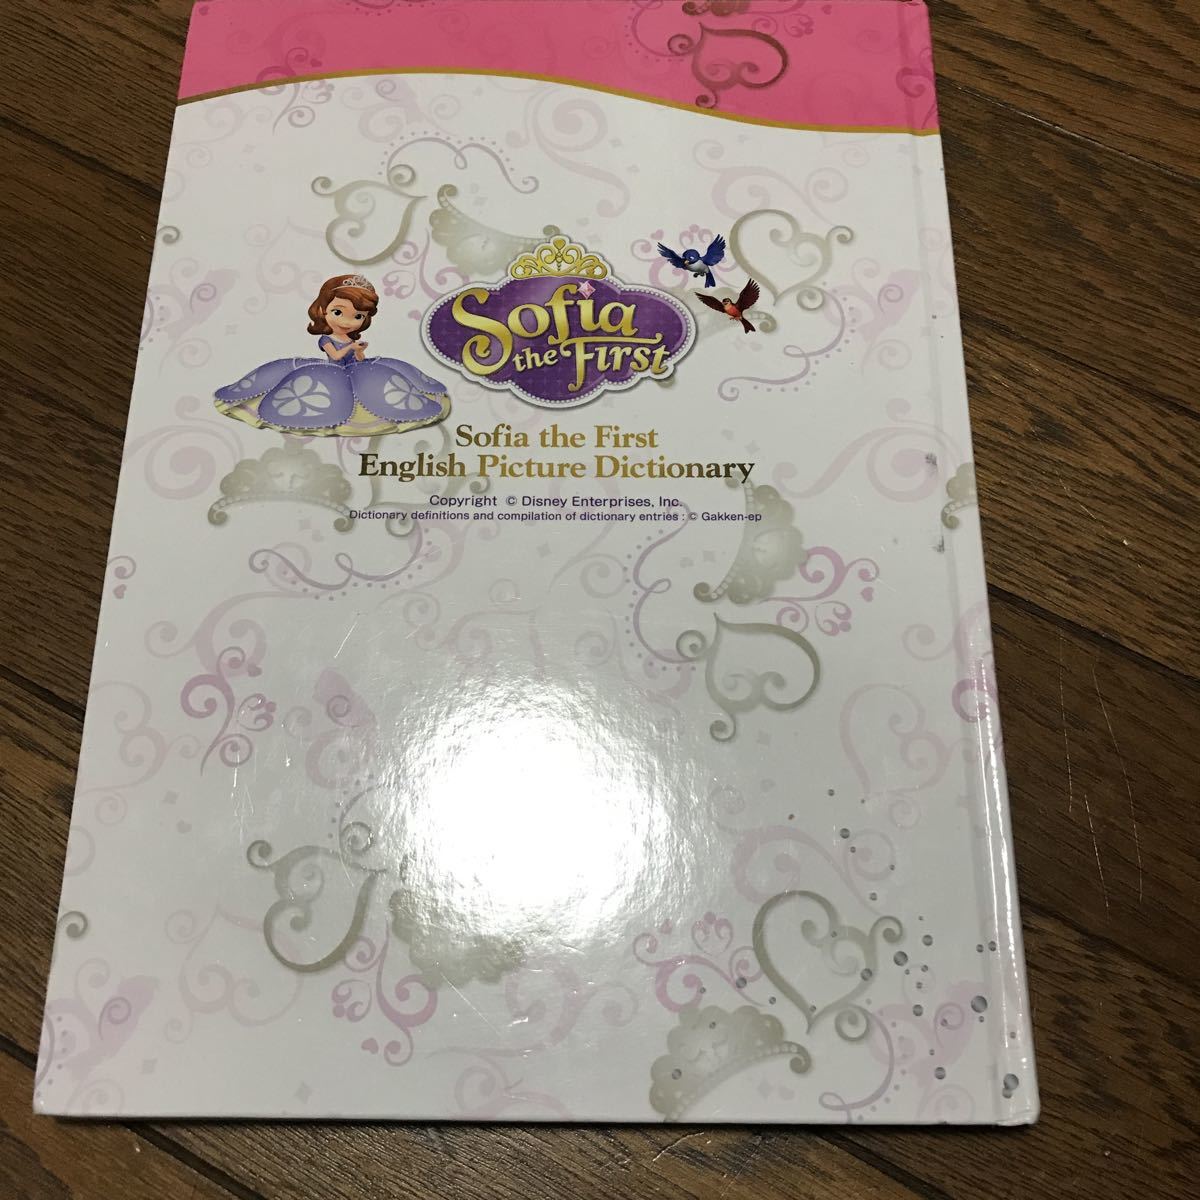 Sofia
the First
Sofia the First
English Picture Dictionary
Copyright © Disney Enterprises, Inc.
Dictionary definitions and compilation of dictionary entries : © Gakken-ep